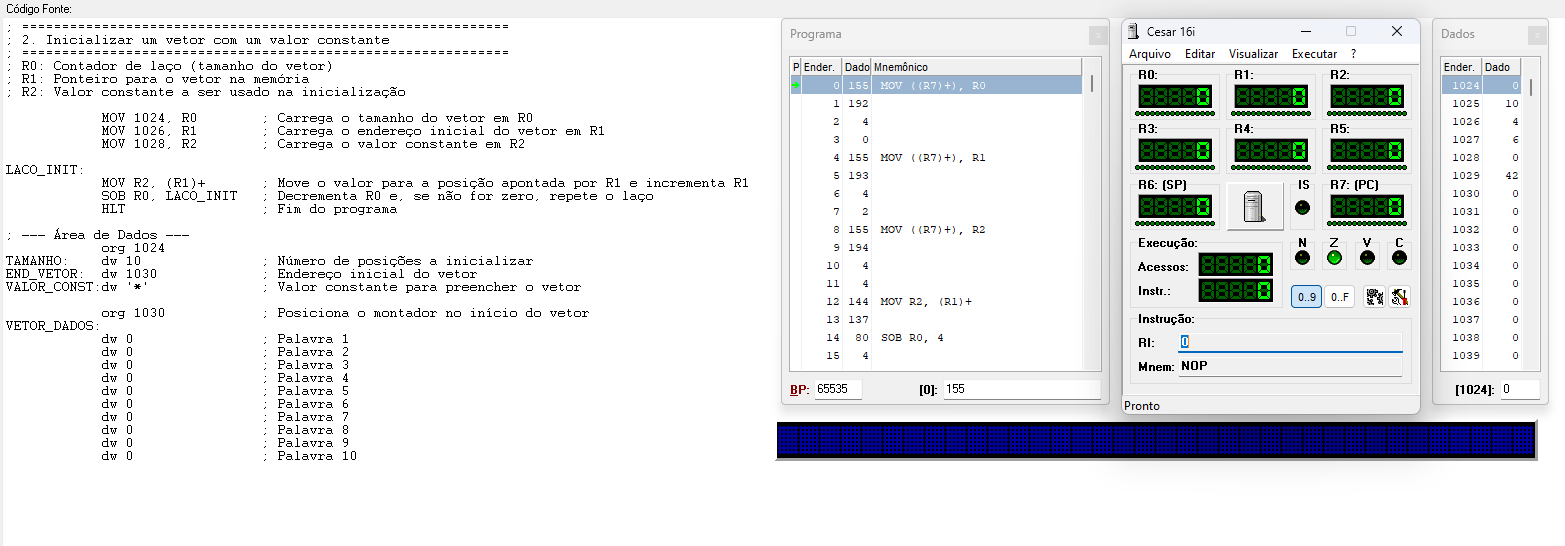 Código Fonte:
; =============================================================
; 2. Inicializar um vetor com um valor constante
; =============================================================
; R0: Contador de laço (tamanho do vetor)
; R1: Ponteiro para o vetor na memória
; R2: Valor constante a ser usado na inicialização
MOV 1024, R0 ; Carrega o tamanho do vetor em R0
MOV 1026, R1 ; Carrega o endereço inicial do vetor em R1
MOV 1028, R2 ; Carrega o valor constante em R2
LACO_INIT:
MOV R2, (R1)+ ; Move o valor para a posição apontada por R1 e incrementa R1
SOB R0, LACO_INIT ; Decrementa R0 e, se não for zero, repete o laço
HLT ; Fim do programa
; --- Área de Dados ---
org 1024
TAMANHO: dw 10 ; Número de posições a inicializar
END_VETOR: dw 1030 ; Endereço inicial do vetor
VALOR_CONST:dw '*' ; Valor constante para preencher o vetor
org 1030 ; Posiciona o montador no início do vetor
VETOR_DADOS:
dw 0 ; Palavra 1
dw 0 ; Palavra 2
dw 0 ; Palavra 3
dw 0 ; Palavra 4
dw 0 ; Palavra 5
dw 0 ; Palavra 6
dw 0 ; Palavra 7
dw 0 ; Palavra 8
dw 0 ; Palavra 9
dw 0 ; Palavra 10
Programa
P Ender. Dado Mnemônico
0 155 MOV ((R7)+), R0
1 192
2 4
3 0
4 155 MOV ((R7)+), R1
5 193
6 4
7 2
8 155 MOV ((R7)+), R2
9 194
10 4
11 4
12 144 MOV R2, (R1)+
13 137
14 80 SOB R0, 4
15 4
BP: 65535 [0]: 155
Cesar 16i
Arquivo Editar Visualizar Executar ?
R0: R1: R2:
0 0 0
R3: R4: R5:
0 0 0
R6: (SP) IS R7: (PC)
0 0
Execução: N Z V C
Acessos: 0
Instr.: 0 0..9 0..F
Instrução:
RI: 0
Mnem: NOP
Pronto
Dados
Ender. Dado
1024 0
1025 10
1026 4
1027 6
1028 0
1029 42
1030 0
1031 0
1032 0
1033 0
1034 0
1035 0
1036 0
1037 0
1038 0
1039 0
[1024]: 0